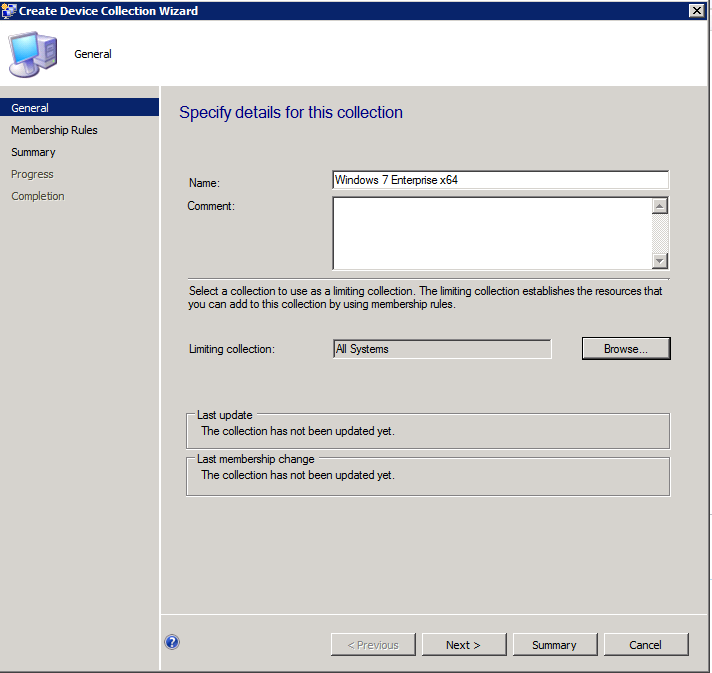 Create Device Collection Wizard
General
General
Membership Rules
Summary
Progress
Completion
Specify details for this collection
Name:
Windows 7 Enterprise x64
Comment:
Select a collection to use as a limiting collection. The limiting collection establishes the resources that
you can add to this collection by using membership rules.
Limiting collection:
All Systems
Browse...
Last update
The collection has not been updated yet.
Last membership change
The collection has not been updated yet.
< Previous
Next >
Summary
Cancel